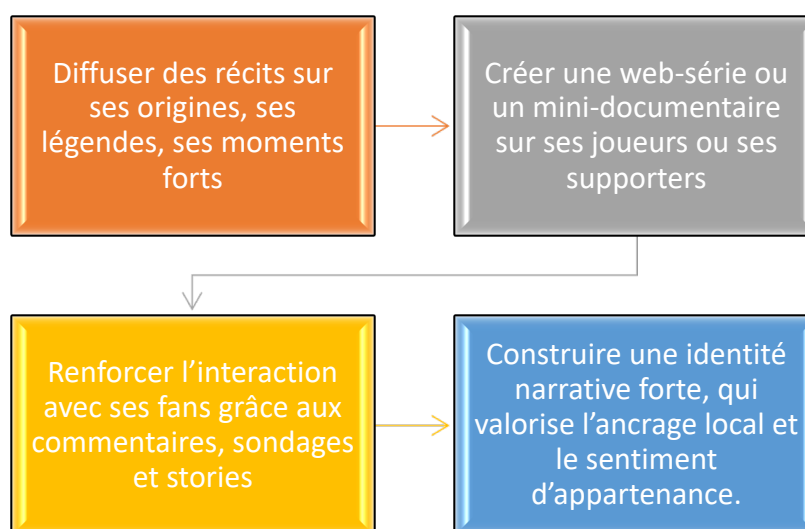 Diffuser des récits sur
ses origines, ses
légendes, ses moments
forts
Créer une web-série ou
un mini-documentaire
sur ses joueurs ou ses
supporters
Renforcer l’interaction
avec ses fans grâce aux
commentaires, sondages
et stories
Construire une identité
narrative forte, qui
valorise l’ancrage local et
le sentiment
d’appartenance.